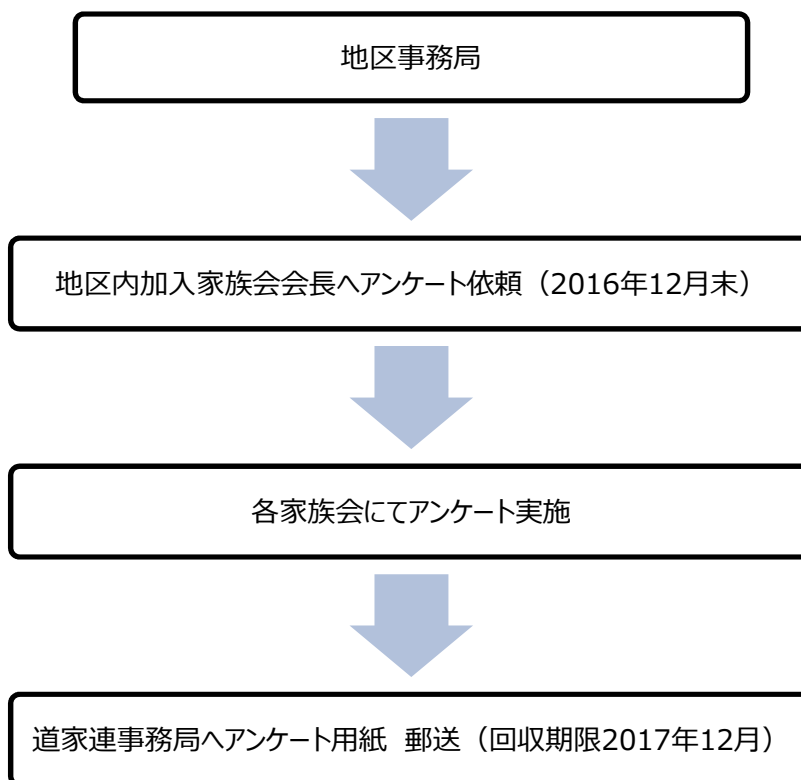 地区事務局
地区内加入家族会会長へアンケート依頼（2016年12月末）
各家族会にてアンケート実施
道家連事務局へアンケート用紙 郵送（回収期限2017年12月）